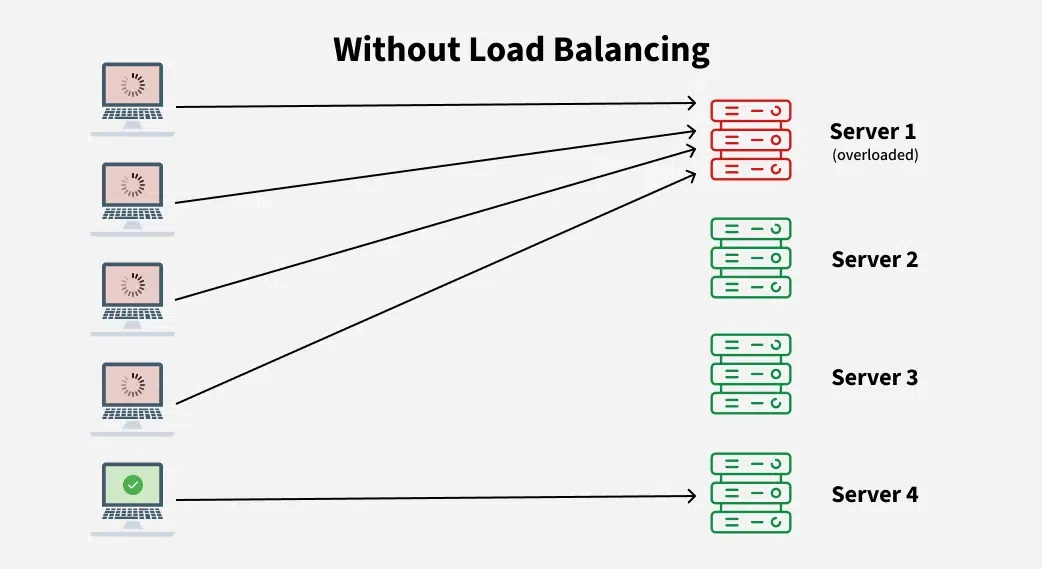 Without Load Balancing
Server 1
(overloaded)
Server 2
Server 3
Server 4